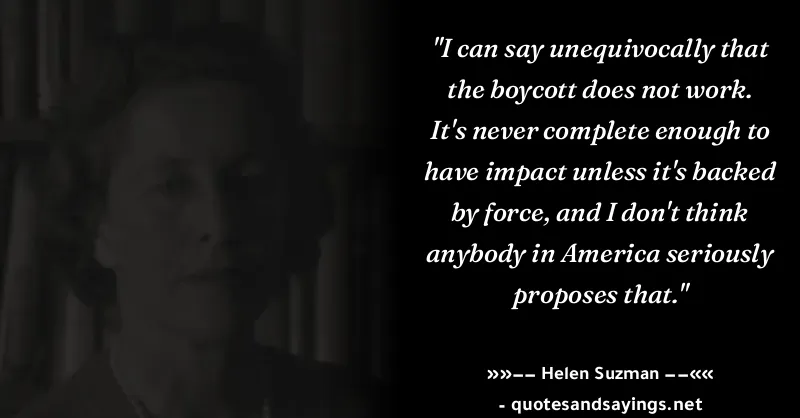 "I can say unequivocally that
the boycott does not work.
It's never complete enough to
have impact unless it's backed
by force, and I don't think
anybody in America seriously
proposes that."
»»–– Helen Suzman ––««
- quotesandsayings.net